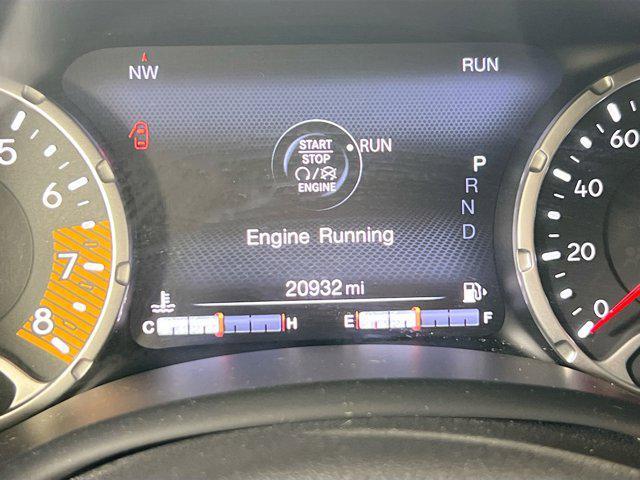 NW
RUN
START
STOP
ENGINE
RUN
P
R
N
D
Engine Running
20932 mi
C H
E F
5
6
7
8
60
40
20
0